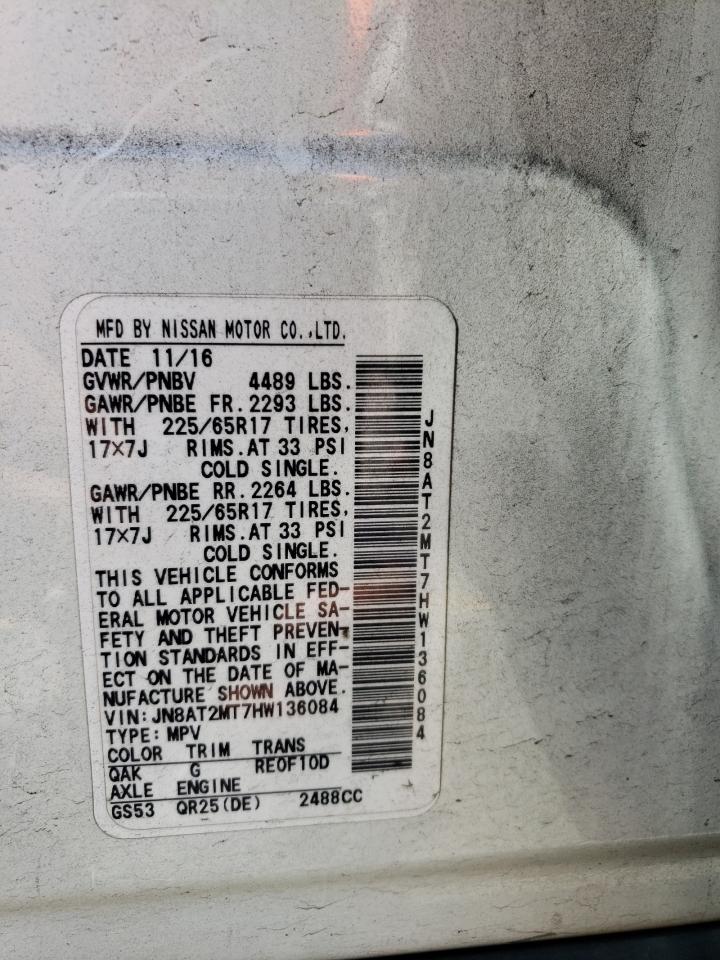 MFD BY NISSAN MOTOR CO.,LTD.
DATE 11/16
GVWR/PNBV 4489 LBS.
GAWR/PNBE FR.2293 LBS.
WITH 225/65R17 TIRES,
17×7J RIMS.AT 33 PSI
COLD SINGLE.
GAWR/PNBE RR.2264 LBS.
WITH 225/65R17 TIRES,
17×7J RIMS.AT 33 PSI
COLD SINGLE.
THIS VEHICLE CONFORMS
TO ALL APPLICABLE FED-
ERAL MOTOR VEHICLE SA-
FETY AND THEFT PREVEN-
TION STANDARDS IN EFF-
ECT ON THE DATE OF MA-
NUFACTURE SHOWN ABOVE.
VIN:JN8AT2MT7HW136084
TYPE:MPV
COLOR TRIM TRANS
QAK G RE0F10D
AXLE ENGINE
GS53 QR25(DE) 2488CC
JN8AT2MT7HW136084